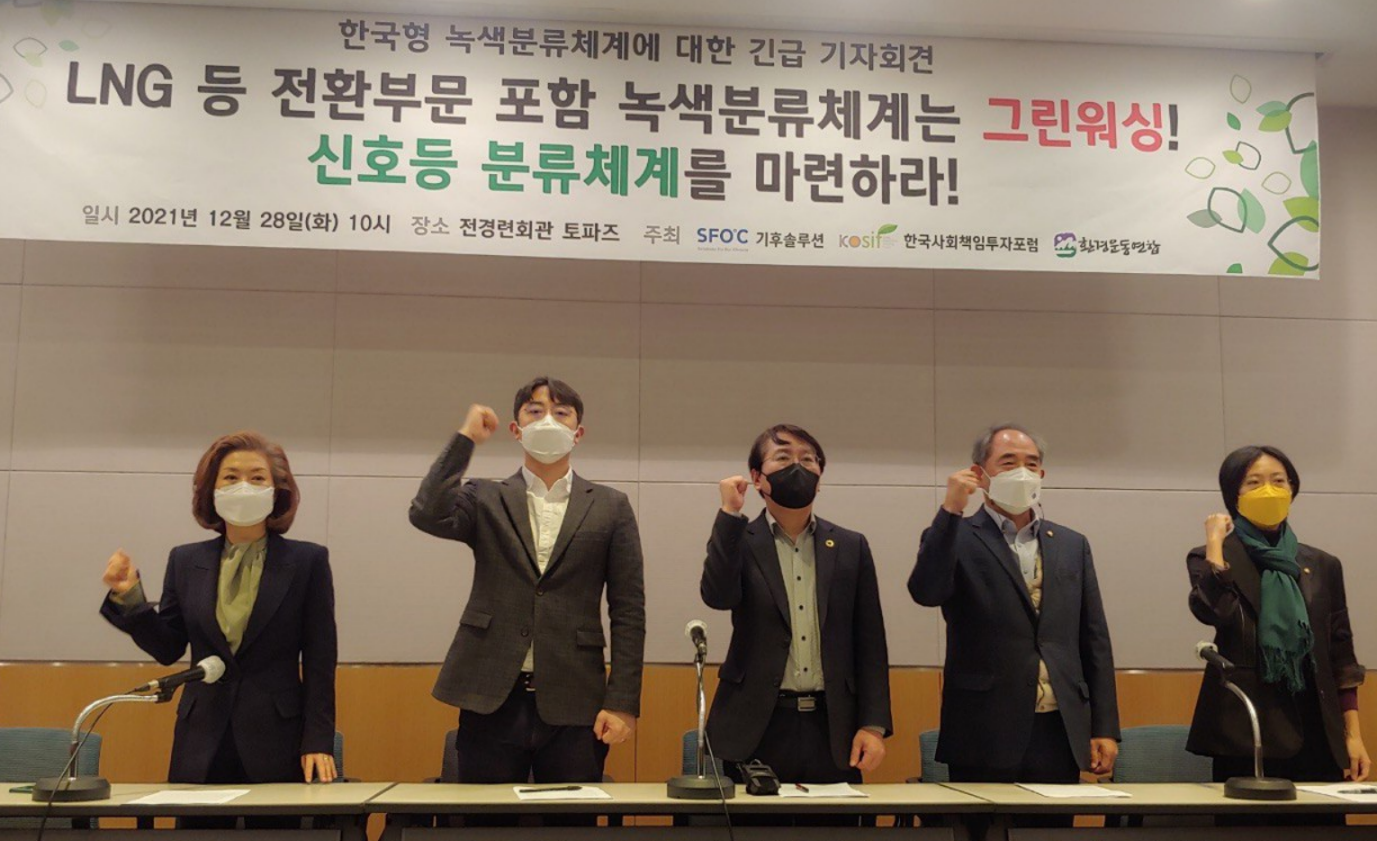 한국형 녹색분류체계에 대한 긴급 기자회견
LNG 등 전환부문 포함 녹색분류체계는 그린워싱!
신호등 분류체계를 마련하라!
일시 2021년 12월 28일(화) 10시 장소 전경련회관 토파즈 주최 SFOC 기후솔루션 KOSIF 한국사회책임투자포럼 환경운동연합